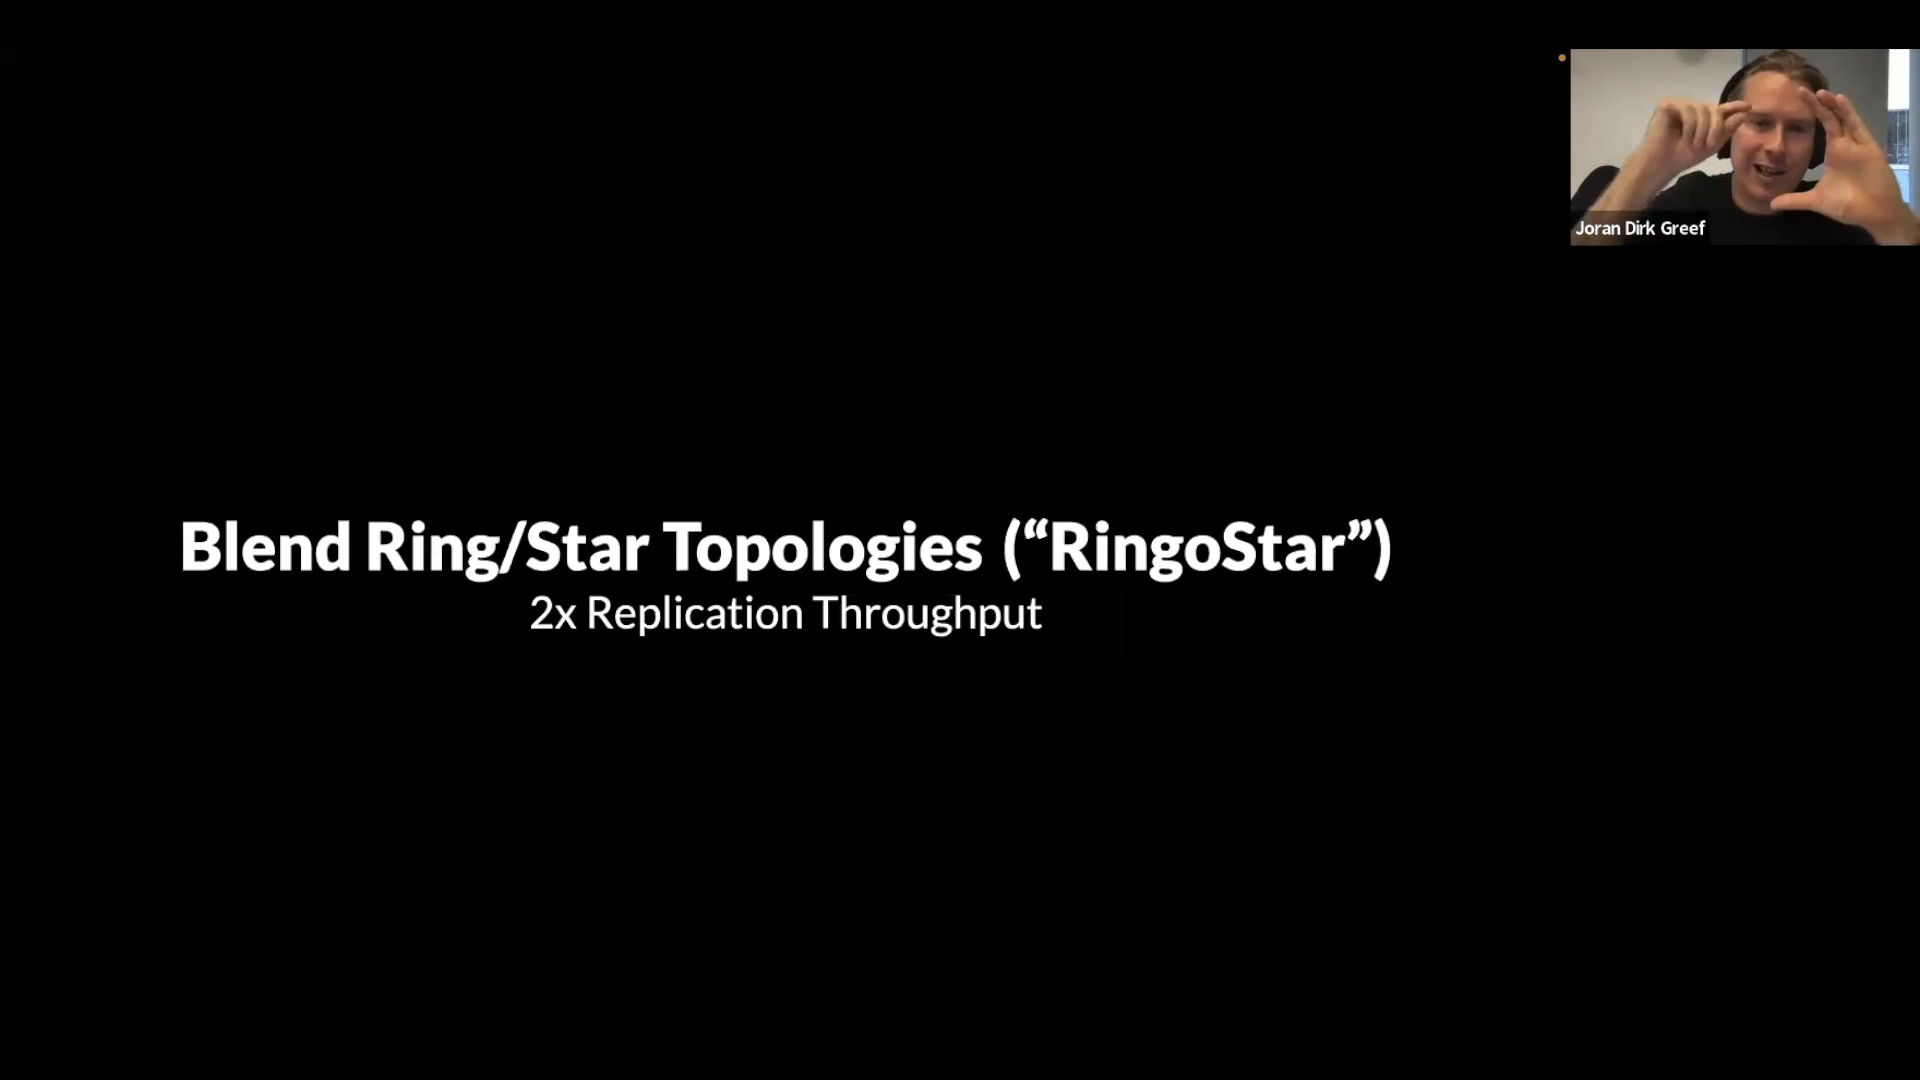 Joran Dirk Greef
Blend Ring/Star Topologies (“RingoStar”)
2x Replication Throughput